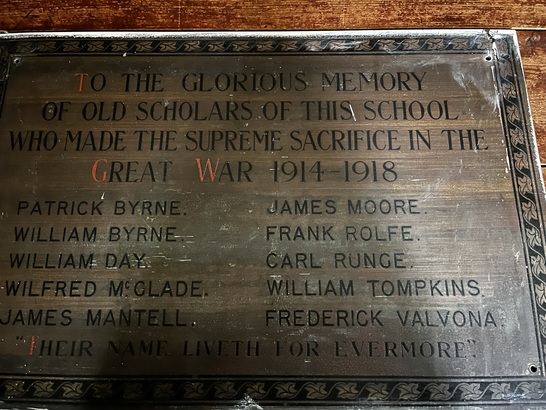 TO THE GLORIOUS MEMORY
OF OLD SCHOLARS OF THIS SCHOOL
WHO MADE THE SUPREME SACRIFICE IN THE
GREAT WAR 1914-1918
PATRICK BYRNE. JAMES MOORE.
WILLIAM BYRNE. FRANK ROLFE.
WILLIAM DAY. CARL RUNGE.
WILFRED McGLADE. WILLIAM TOMPKINS.
JAMES MANTELL. FREDERICK VALVONA.
"THEIR NAME LIVETH FOR EVERMORE".